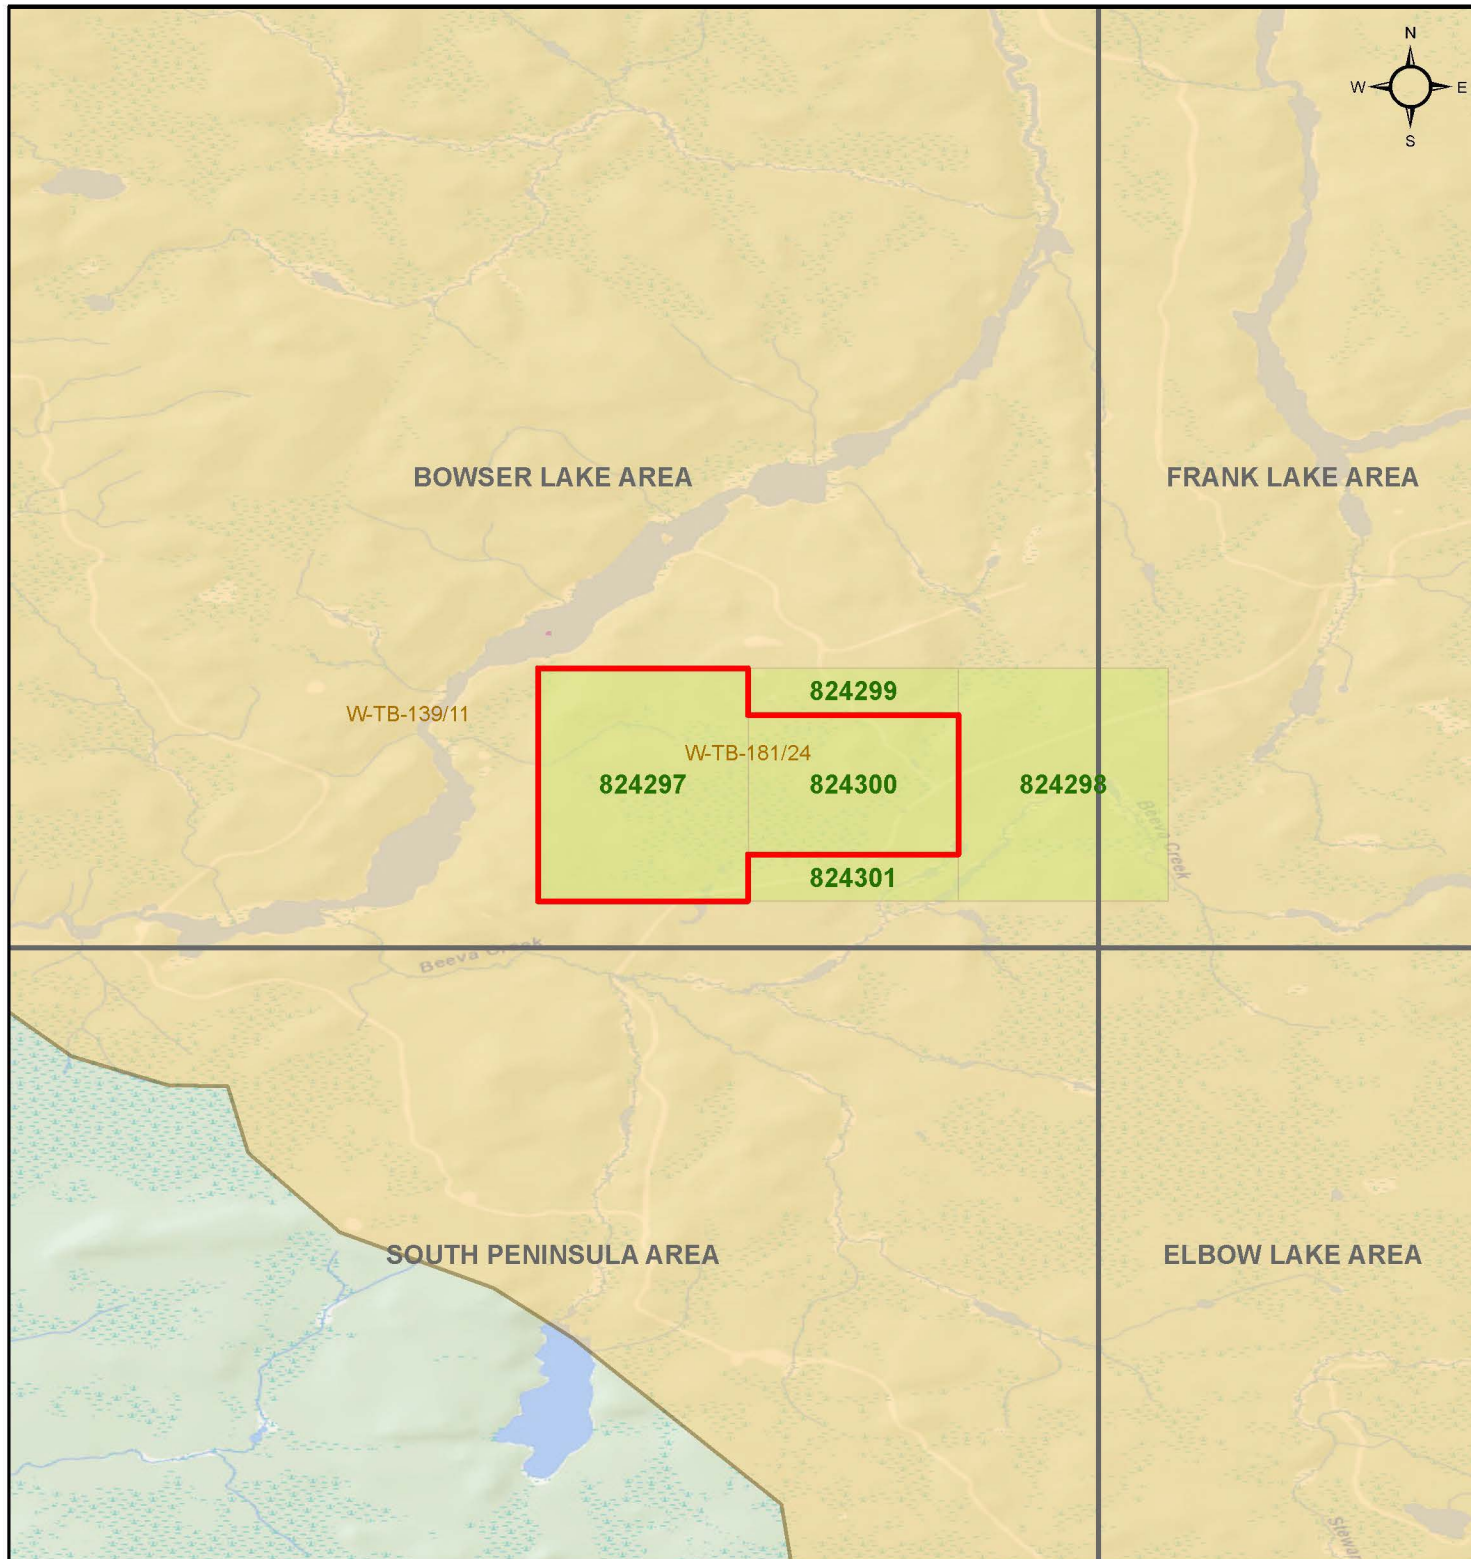 N
W E
S
BOWSER LAKE AREA
FRANK LAKE AREA
824299
W-TB-139/11
W-TB-181/24
824297
824300
824298
Beeva Creek
824301
Beeva Creek
SOUTH PENINSULA AREA
ELBOW LAKE AREA
Stewa